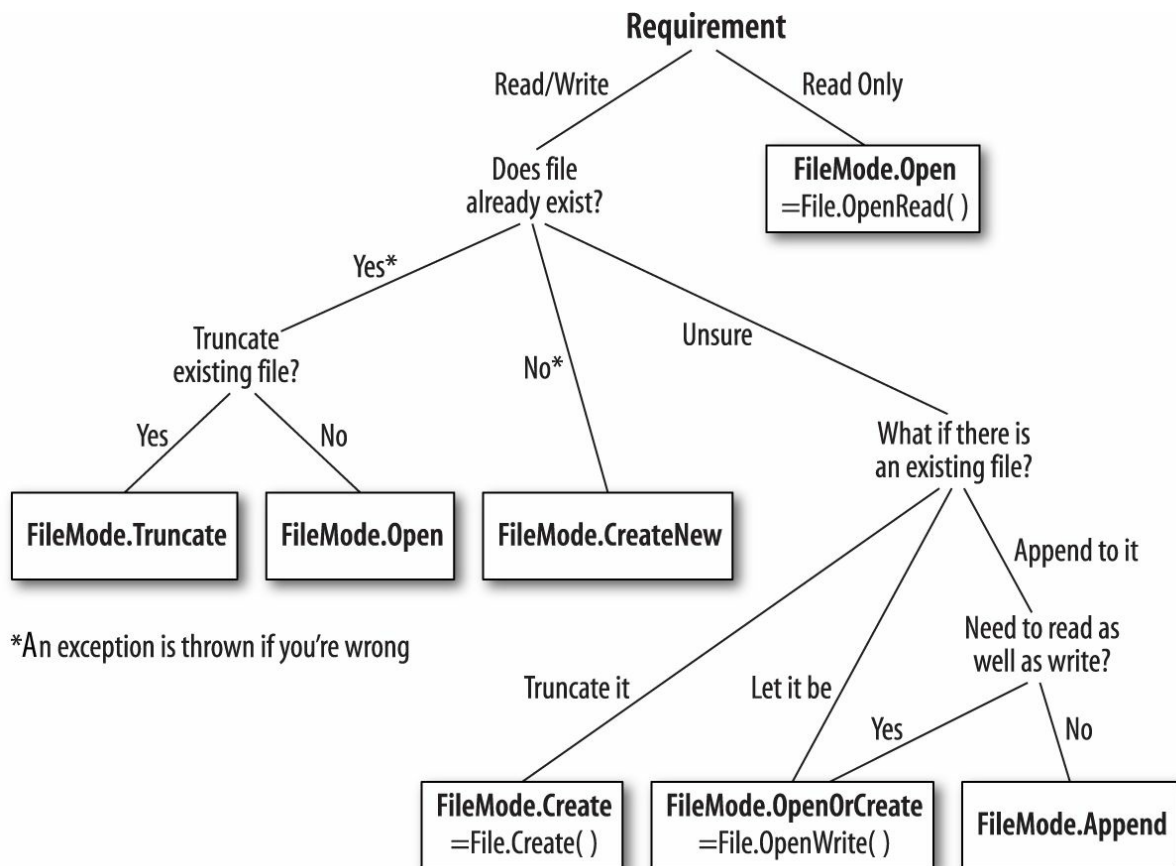 Requirement
Read/Write
Read Only
Does file
already exist?
FileMode.Open
=File.OpenRead( )
Yes*
Truncate
existing file?
No*
Unsure
Yes
No
What if there is
an existing file?
FileMode.Truncate
FileMode.Open
FileMode.CreateNew
Append to it
*An exception is thrown if you’re wrong
Need to read as
well as write?
Truncate it
Let it be
Yes
No
FileMode.Create
=File.Create( )
FileMode.OpenOrCreate
=File.OpenWrite( )
FileMode.Append